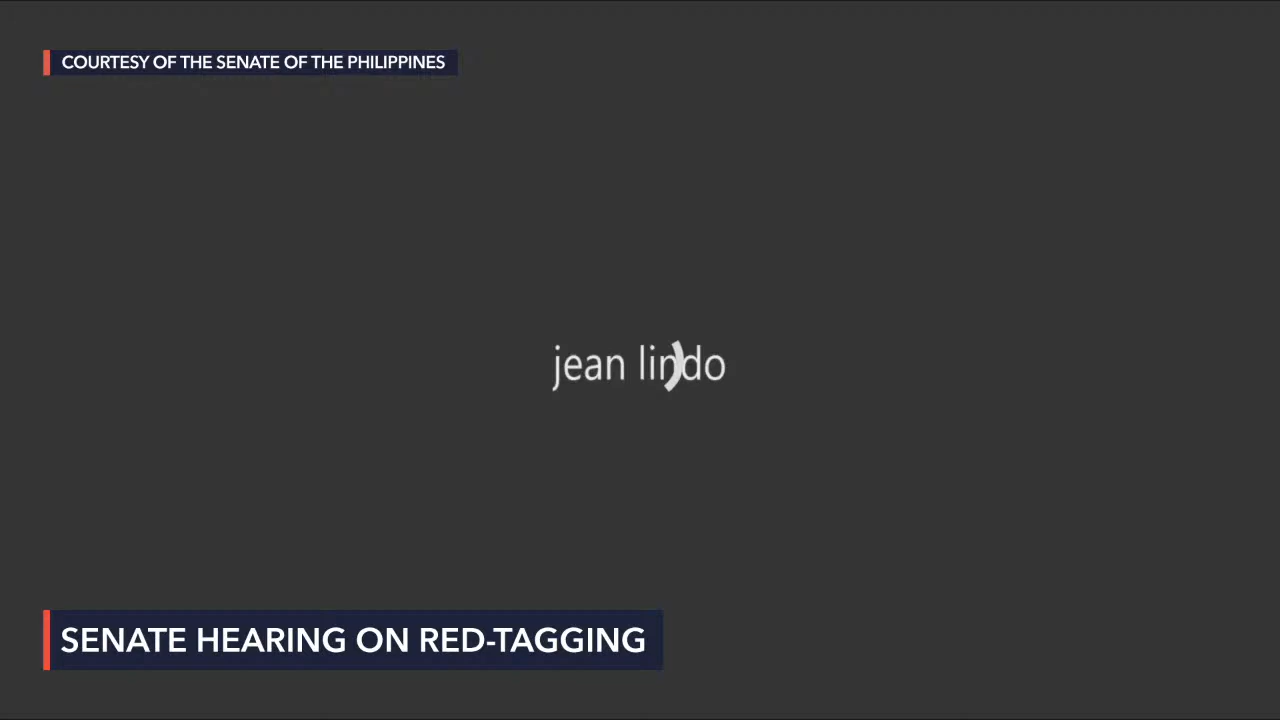 COURTESY OF THE SENATE OF THE PHILIPPINES
jean lindo
SENATE HEARING ON RED-TAGGING